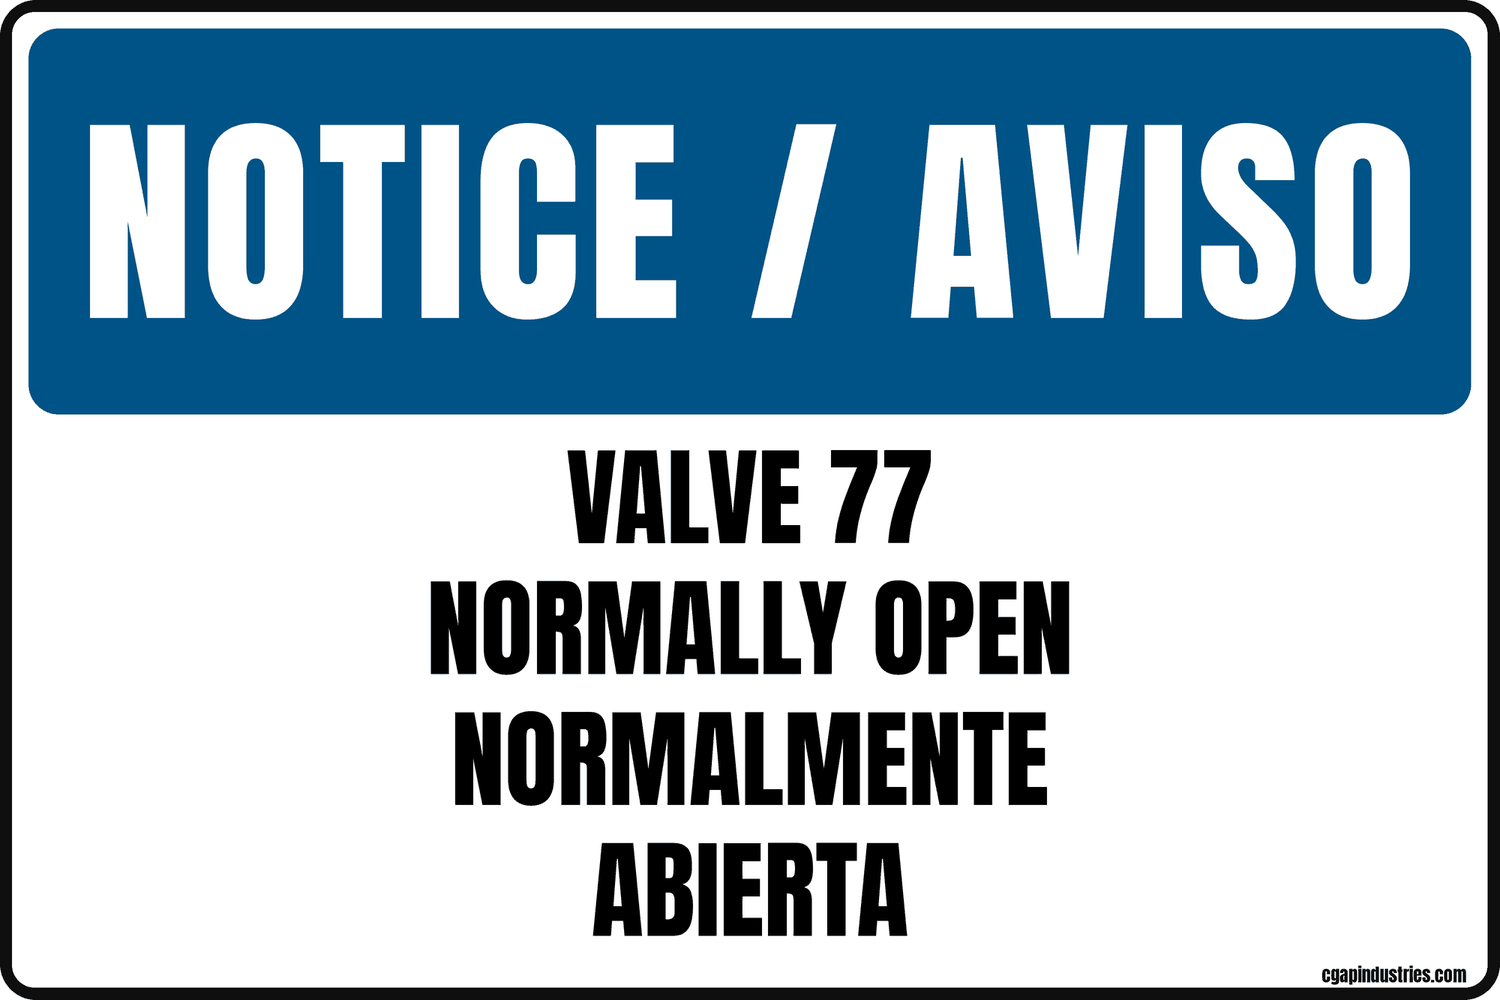 NOTICE / AVISO
VALVE 77
NORMALLY OPEN
NORMALMENTE
ABIERTA
cgapindustries.com